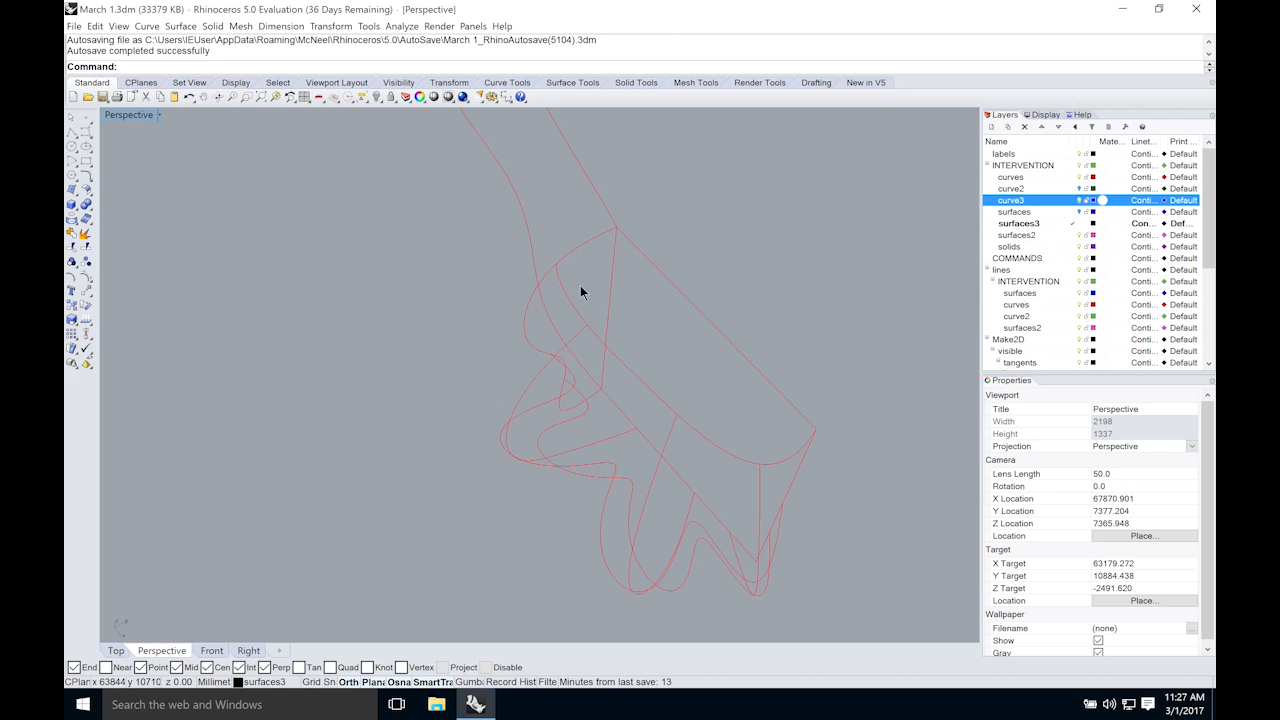 March 1.3dm (33379 KB) - Rhinoceros 5.0 Evaluation (36 Days Remaining) - [Perspective]
File Edit View Curve Surface Solid Mesh Dimension Transform Tools Analyze Render Panels Help
Autosaving file as C:\Users\IEUser\AppData\Roaming\McNeel\Rhinoceros\5.0\AutoSave\March 1_RhinoAutosave(5104).3dm
Autosave completed successfully
Command:
Standard CPlanes Set View Display Select Viewport Layout Visibility Transform Curve Tools Surface Tools Solid Tools Mesh Tools Render Tools Drafting New in V5
Perspective
Layers Display Help
Name Mate... Linet... Print ...
labels Conti... Default
INTERVENTION Conti... Default
curves Conti... Default
curve2 Conti... Default
curve3 Conti... Default
surfaces Conti... Default
surfaces3 Con... Def...
surfaces2 Conti... Default
solids Conti... Default
COMMANDS Conti... Default
lines Conti... Default
INTERVENTION Conti... Default
surfaces Conti... Default
curves Conti... Default
curve2 Conti... Default
surfaces2 Conti... Default
Make2D Conti... Default
visible Conti... Default
tangents Conti... Default
Properties
Viewport
Title Perspective
Width 2198
Height 1337
Projection Perspective
Camera
Lens Length 50.0
Rotation 0.0
X Location 67870.901
Y Location 7377.204
Z Location 7365.948
Location Place...
Target
X Target 63179.272
Y Target 10884.438
Z Target -2491.620
Location Place...
Wallpaper
Filename (none) ...
Show
Gray
Top Perspective Front Right
End Near Point Mid Cen Int Perp Tan Quad Knot Vertex Project Disable
CPlan x 63844 y 10710 z 0.00 Millimet surfaces3 Grid Sn Orth Plana Osna SmartTra Gumba Record Hist Filte Minutes from last save: 13
Search the web and Windows
11:27 AM
3/1/2017